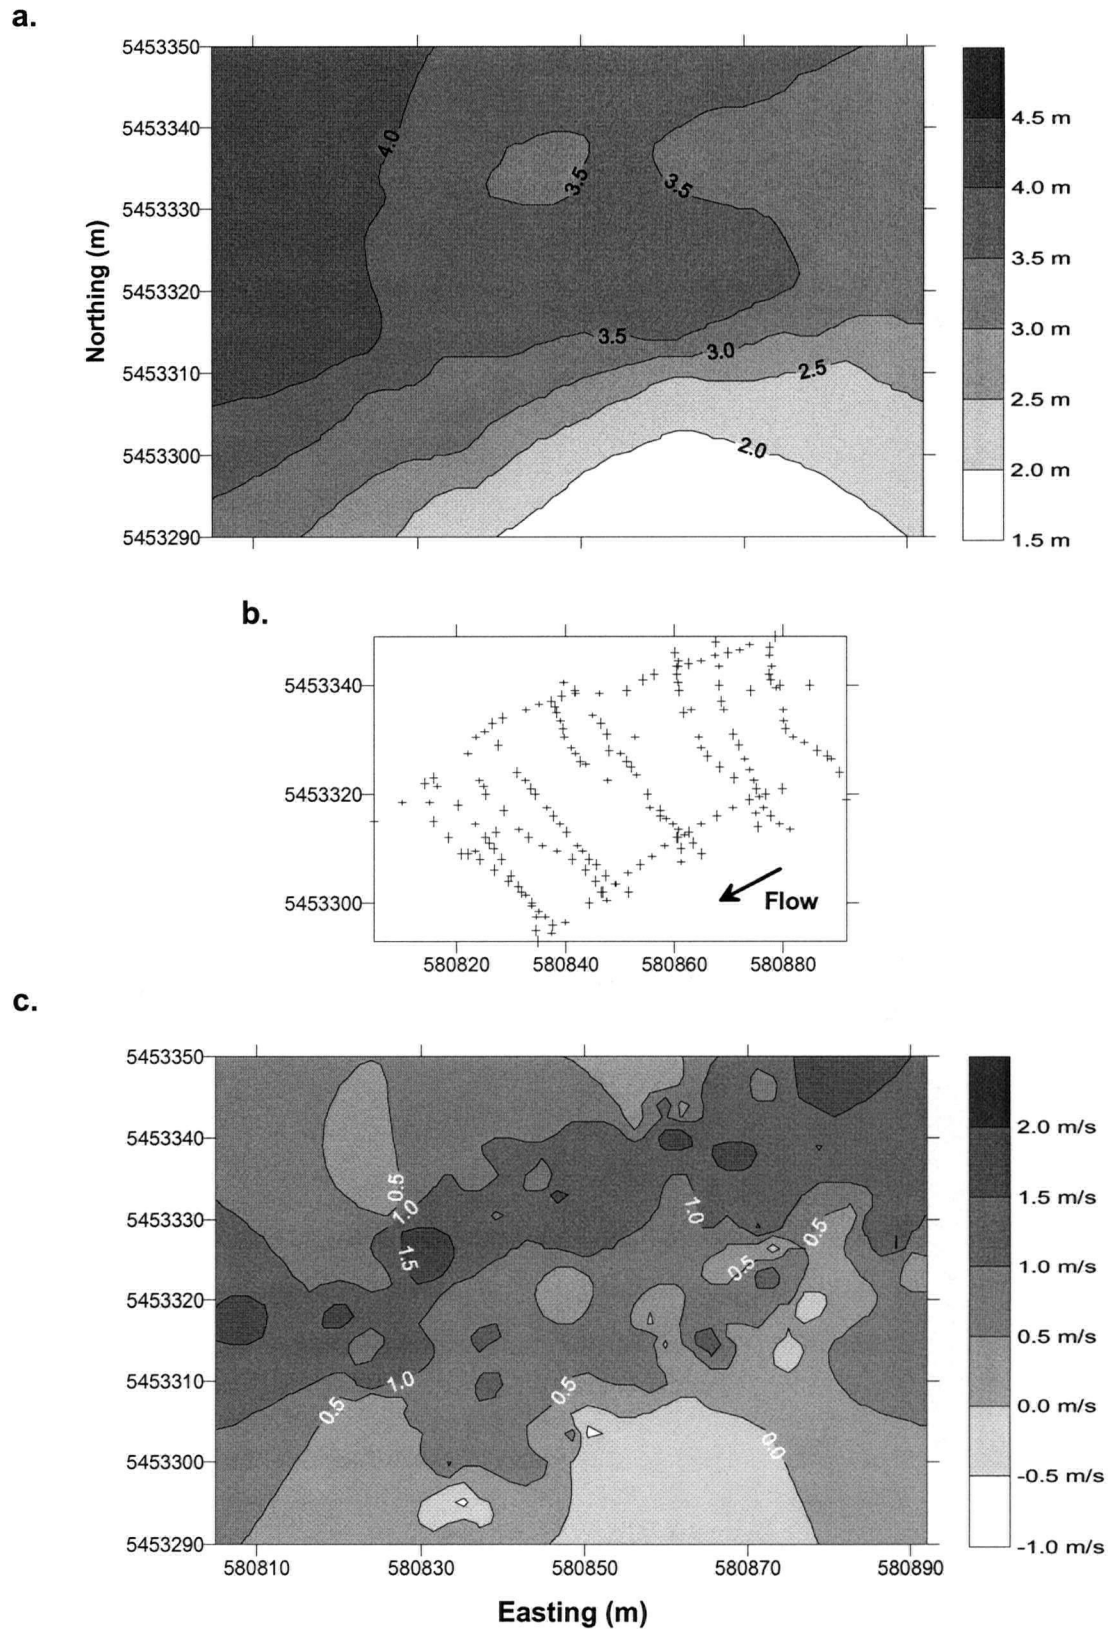 a.
5453350
5453340
5453330
5453320
5453310
5453300
5453290
Northing (m)
4.0
3.5
3.5
3.5
3.0
2.5
2.0
4.5 m
4.0 m
3.5 m
3.0 m
2.5 m
2.0 m
1.5 m
b.
5453340
5453320
5453300
Flow
580820 580840 580860 580880
c.
5453350
5453340
5453330
5453320
5453310
5453300
5453290
0.5
1.0
1.5
1.0
0.5
0.5
1.0
0.5
0.5
0.0
2.0 m/s
1.5 m/s
1.0 m/s
0.5 m/s
0.0 m/s
-0.5 m/s
-1.0 m/s
580810 580830 580850 580870 580890
Easting (m)